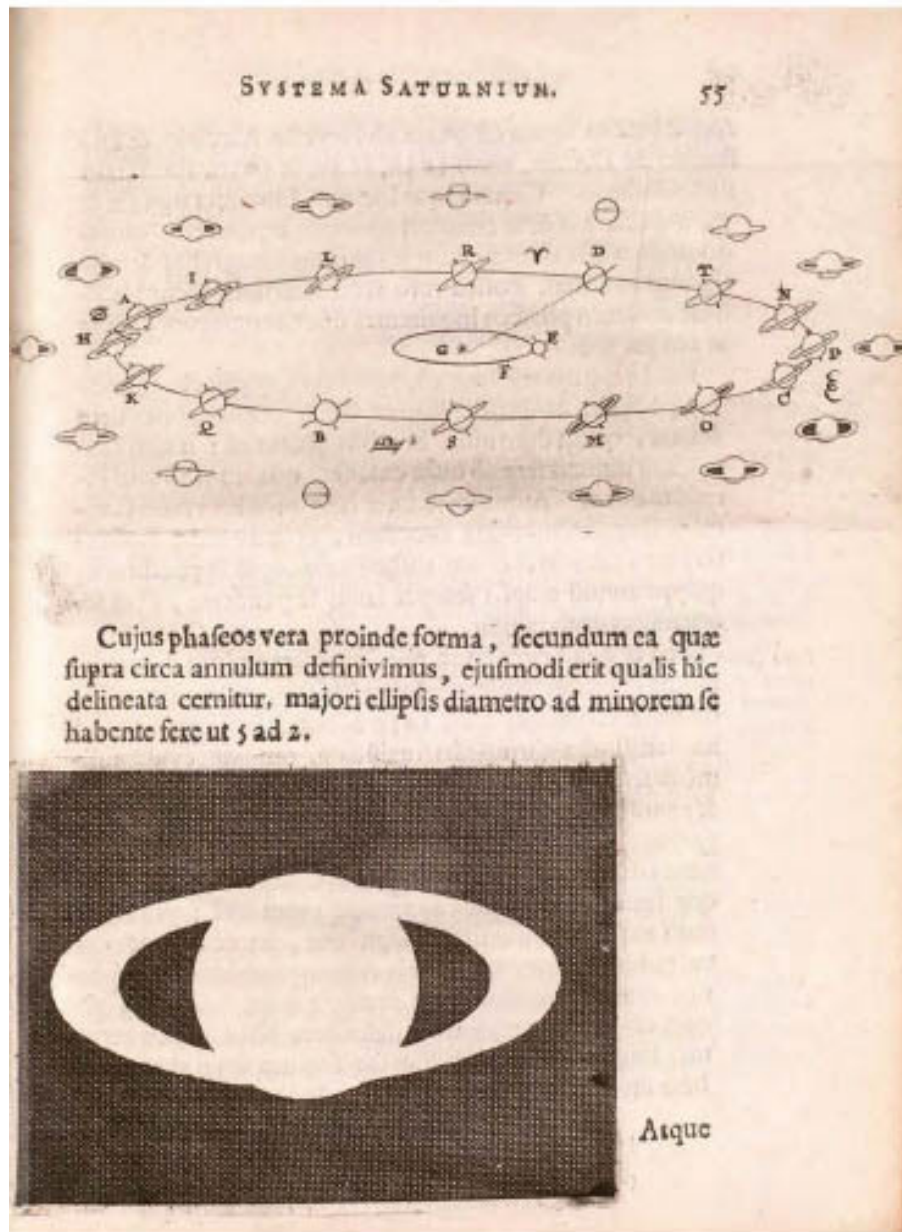 SYSTEMA SATURNIUM. 55
L R ♈ D T
A I N
H G E P
F
K C
Q B S M O
Cujus phaſeos vera proinde forma, ſecundum ea quæ
ſupra circa annulum definivimus, ejuſmodi erit qualis hîc
delineata cernitur, majori ellipſis diametro ad minorem ſe
habente fere ut 5 ad 2.
Atque